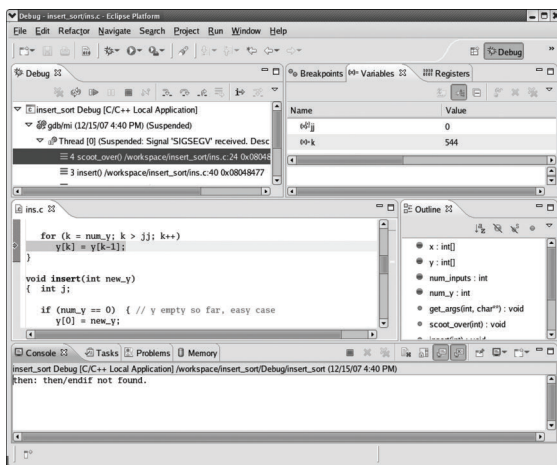 Debug - insert_sort/ins.c - Eclipse Platform
File Edit Refactor Navigate Search Project Run Window Help
Debug
Debug
Breakpoints Variables Registers
insert_sort Debug [C/C++ Local Application]
gdb/mi (12/15/07 4:40 PM) (Suspended)
Thread [0] (Suspended: Signal 'SIGSEGV' received. Desc
4 scoot_over() /workspace/insert_sort/ins.c:24 0x08048
3 insert() /workspace/insert_sort/ins.c:40 0x08048477
Name Value
jj 0
k 544
ins.c
for (k = num_y; k > jj; k++)
y[k] = y[k-1];
}
void insert(int new_y)
{ int j;
if (num_y == 0) { // y empty so far, easy case
y[0] = new_y;
Outline
x : int[]
y : int[]
num_inputs : int
num_y : int
get_args(int, char**) : void
scoot_over(int) : void
insert(int) : void
Console Tasks Problems Memory
insert_sort Debug [C/C++ Local Application] /workspace/insert_sort/Debug/insert_sort (12/15/07 4:40 PM)
then: then/endif not found.